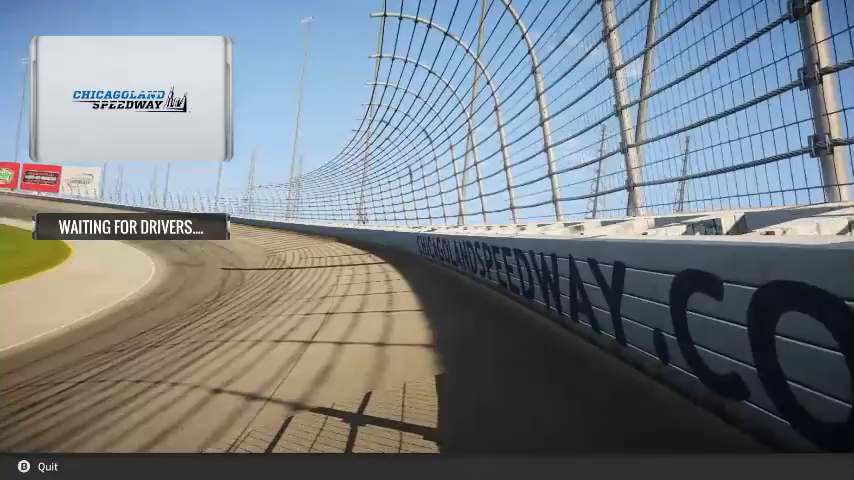 CHICAGOLAND
SPEEDWAY
WAITING FOR DRIVERS....
CHICAGOLANDSPEEDWAY.CO
B Quit